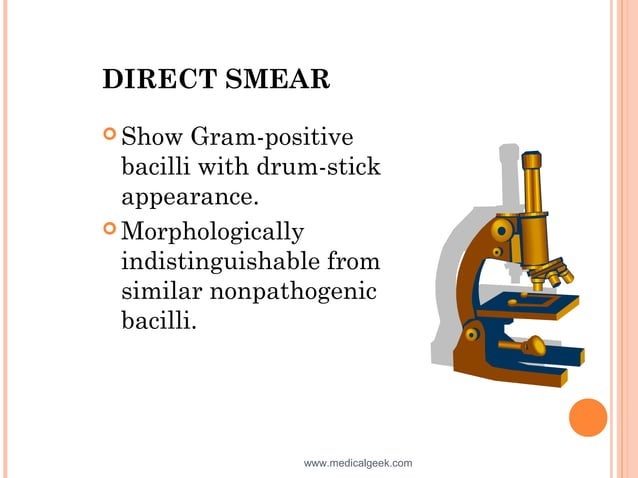 DIRECT SMEAR
Show Gram-positive
bacilli with drum-stick
appearance.
Morphologically
indistinguishable from
similar nonpathogenic
bacilli.
www.medicalgeek.com